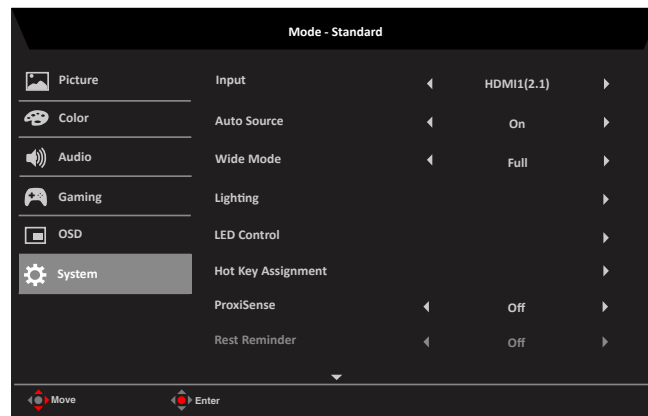 Mode - Standard
Picture
Input HDMI1(2.1)
Color
Auto Source On
Audio
Wide Mode Full
Gaming
Lighting
OSD
LED Control
System
Hot Key Assignment
ProxiSense Off
Rest Reminder Off
Move Enter